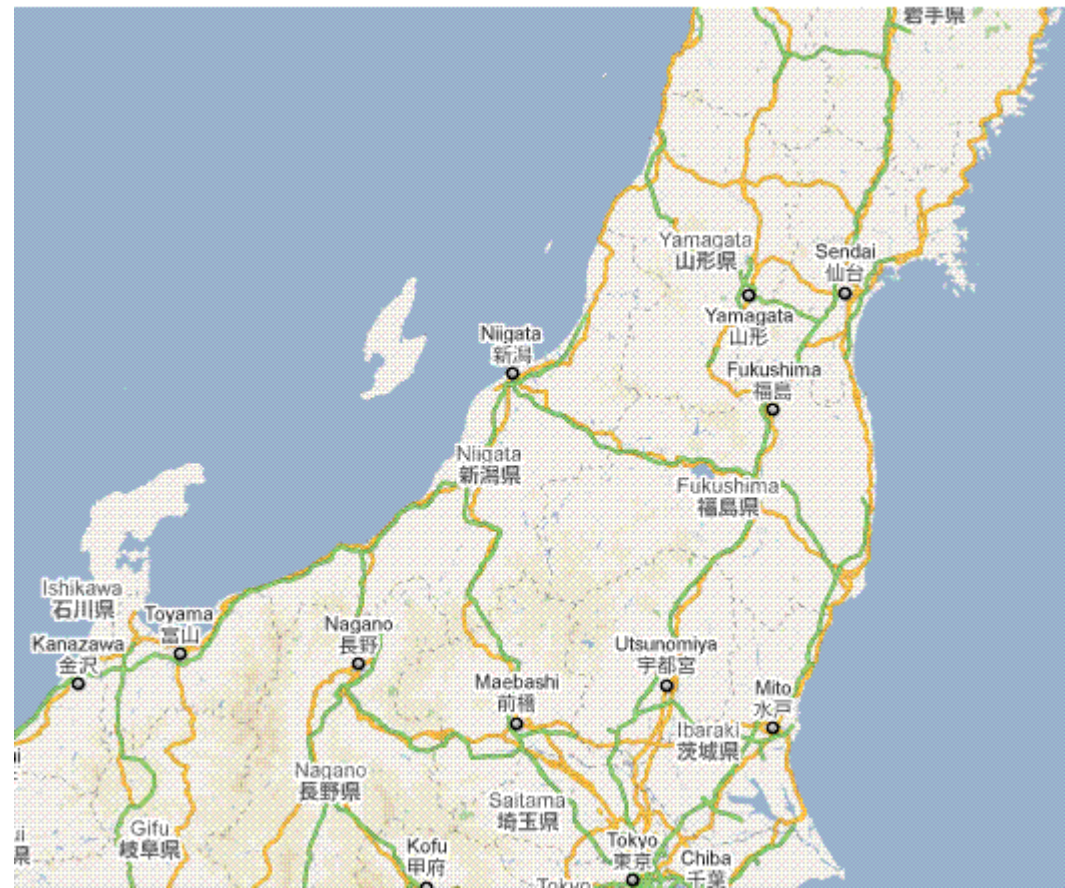 岩手県
Yamagata
山形県
Sendai
仙台
Yamagata
山形
Niigata
新潟
Fukushima
福島
Niigata
新潟県
Fukushima
福島県
Ishikawa
石川県
Toyama
富山
Nagano
長野
Kanazawa
金沢
Utsunomiya
宇都宮
Maebashi
前橋
Mito
水戸
Ibaraki
茨城県
Nagano
長野県
Saitama
埼玉県
Gifu
岐阜県
Kofu
甲府
Tokyo
東京
Chiba
千葉
Tokyo